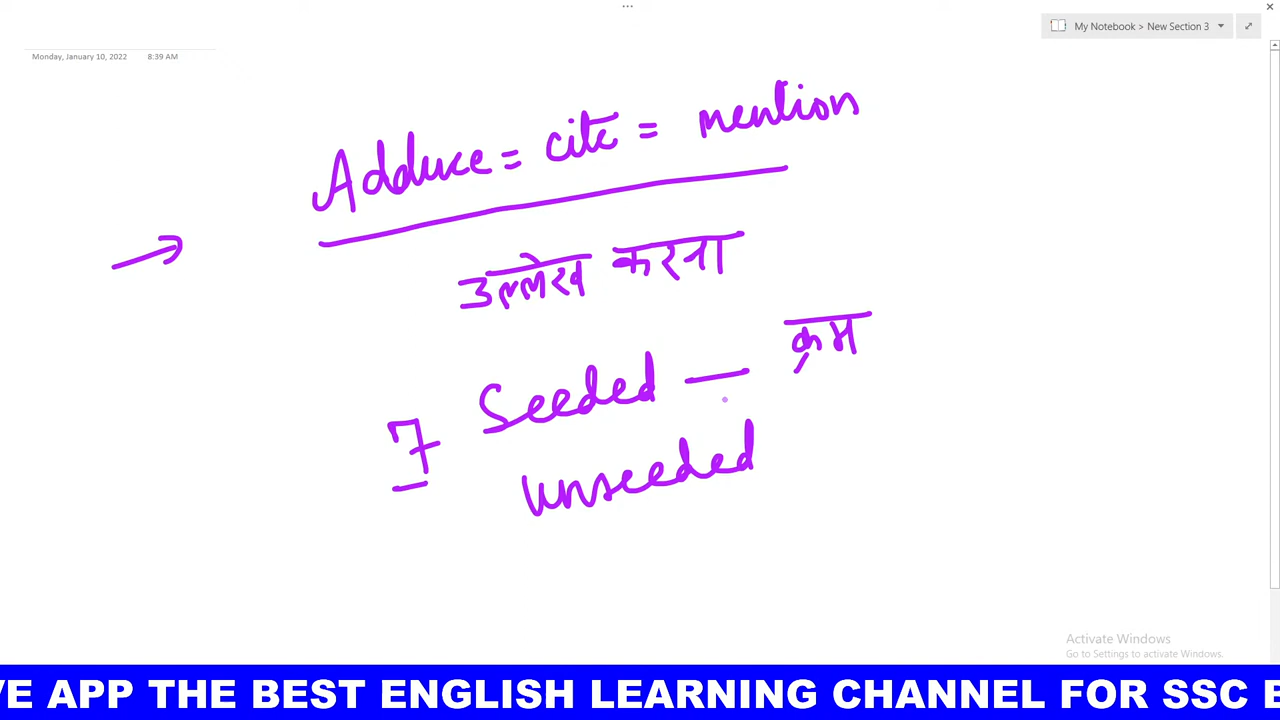 My Notebook > New Section 3
Monday, January 10, 2022 8:39 AM
Adduce = cite = mention
उल्लेख करना
7 Seeded — क्रम
unseeded
Activate Windows
Go to Settings to activate Windows.
VE APP THE BEST ENGLISH LEARNING CHANNEL FOR SSC E